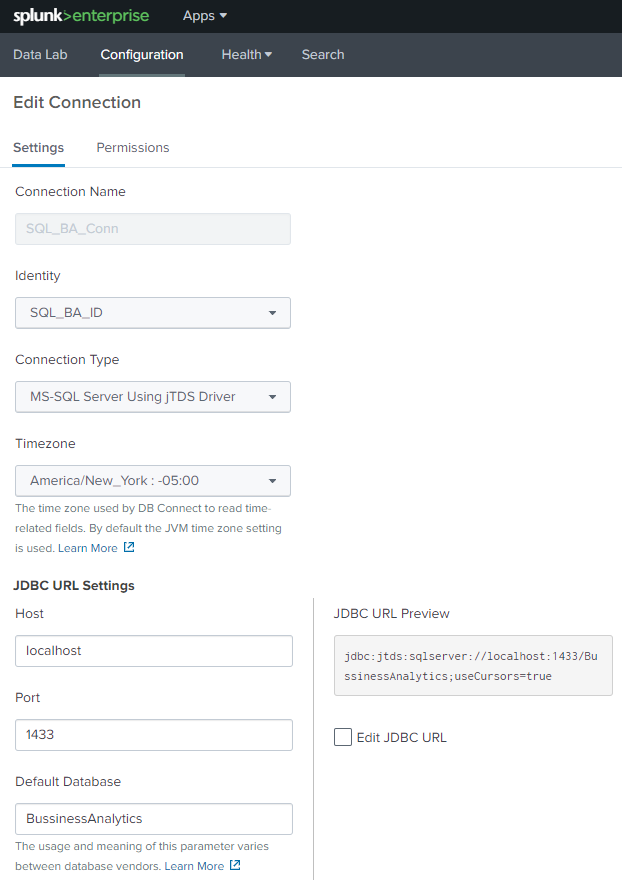 splunk>enterprise Apps
Data Lab Configuration Health Search
Edit Connection
Settings Permissions
Connection Name
SQL_BA_Conn
Identity
SQL_BA_ID
Connection Type
MS-SQL Server Using jTDS Driver
Timezone
America/New_York : -05:00
The time zone used by DB Connect to read time-
related fields. By default the JVM time zone setting
is used. Learn More
JDBC URL Settings
Host
localhost
Port
1433
Default Database
BussinessAnalytics
The usage and meaning of this parameter varies
between database vendors. Learn More
JDBC URL Preview
jdbc:jtds:sqlserver://localhost:1433/Bu
ssinessAnalytics;useCursors=true
Edit JDBC URL